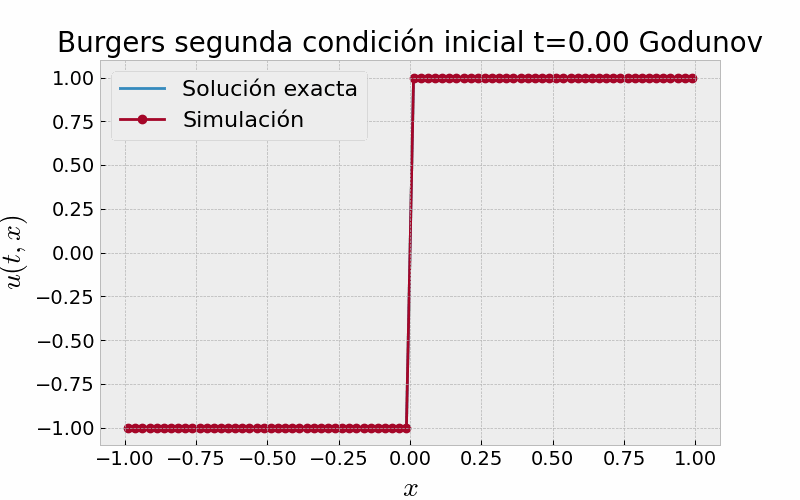 Burgers segunda condición inicial t=0.00 Godunov
Solución exacta
Simulación
1.00
0.75
0.50
0.25
0.00
−0.25
−0.50
−0.75
−1.00
u(t, x)
−1.00 −0.75 −0.50 −0.25 0.00 0.25 0.50 0.75 1.00
x